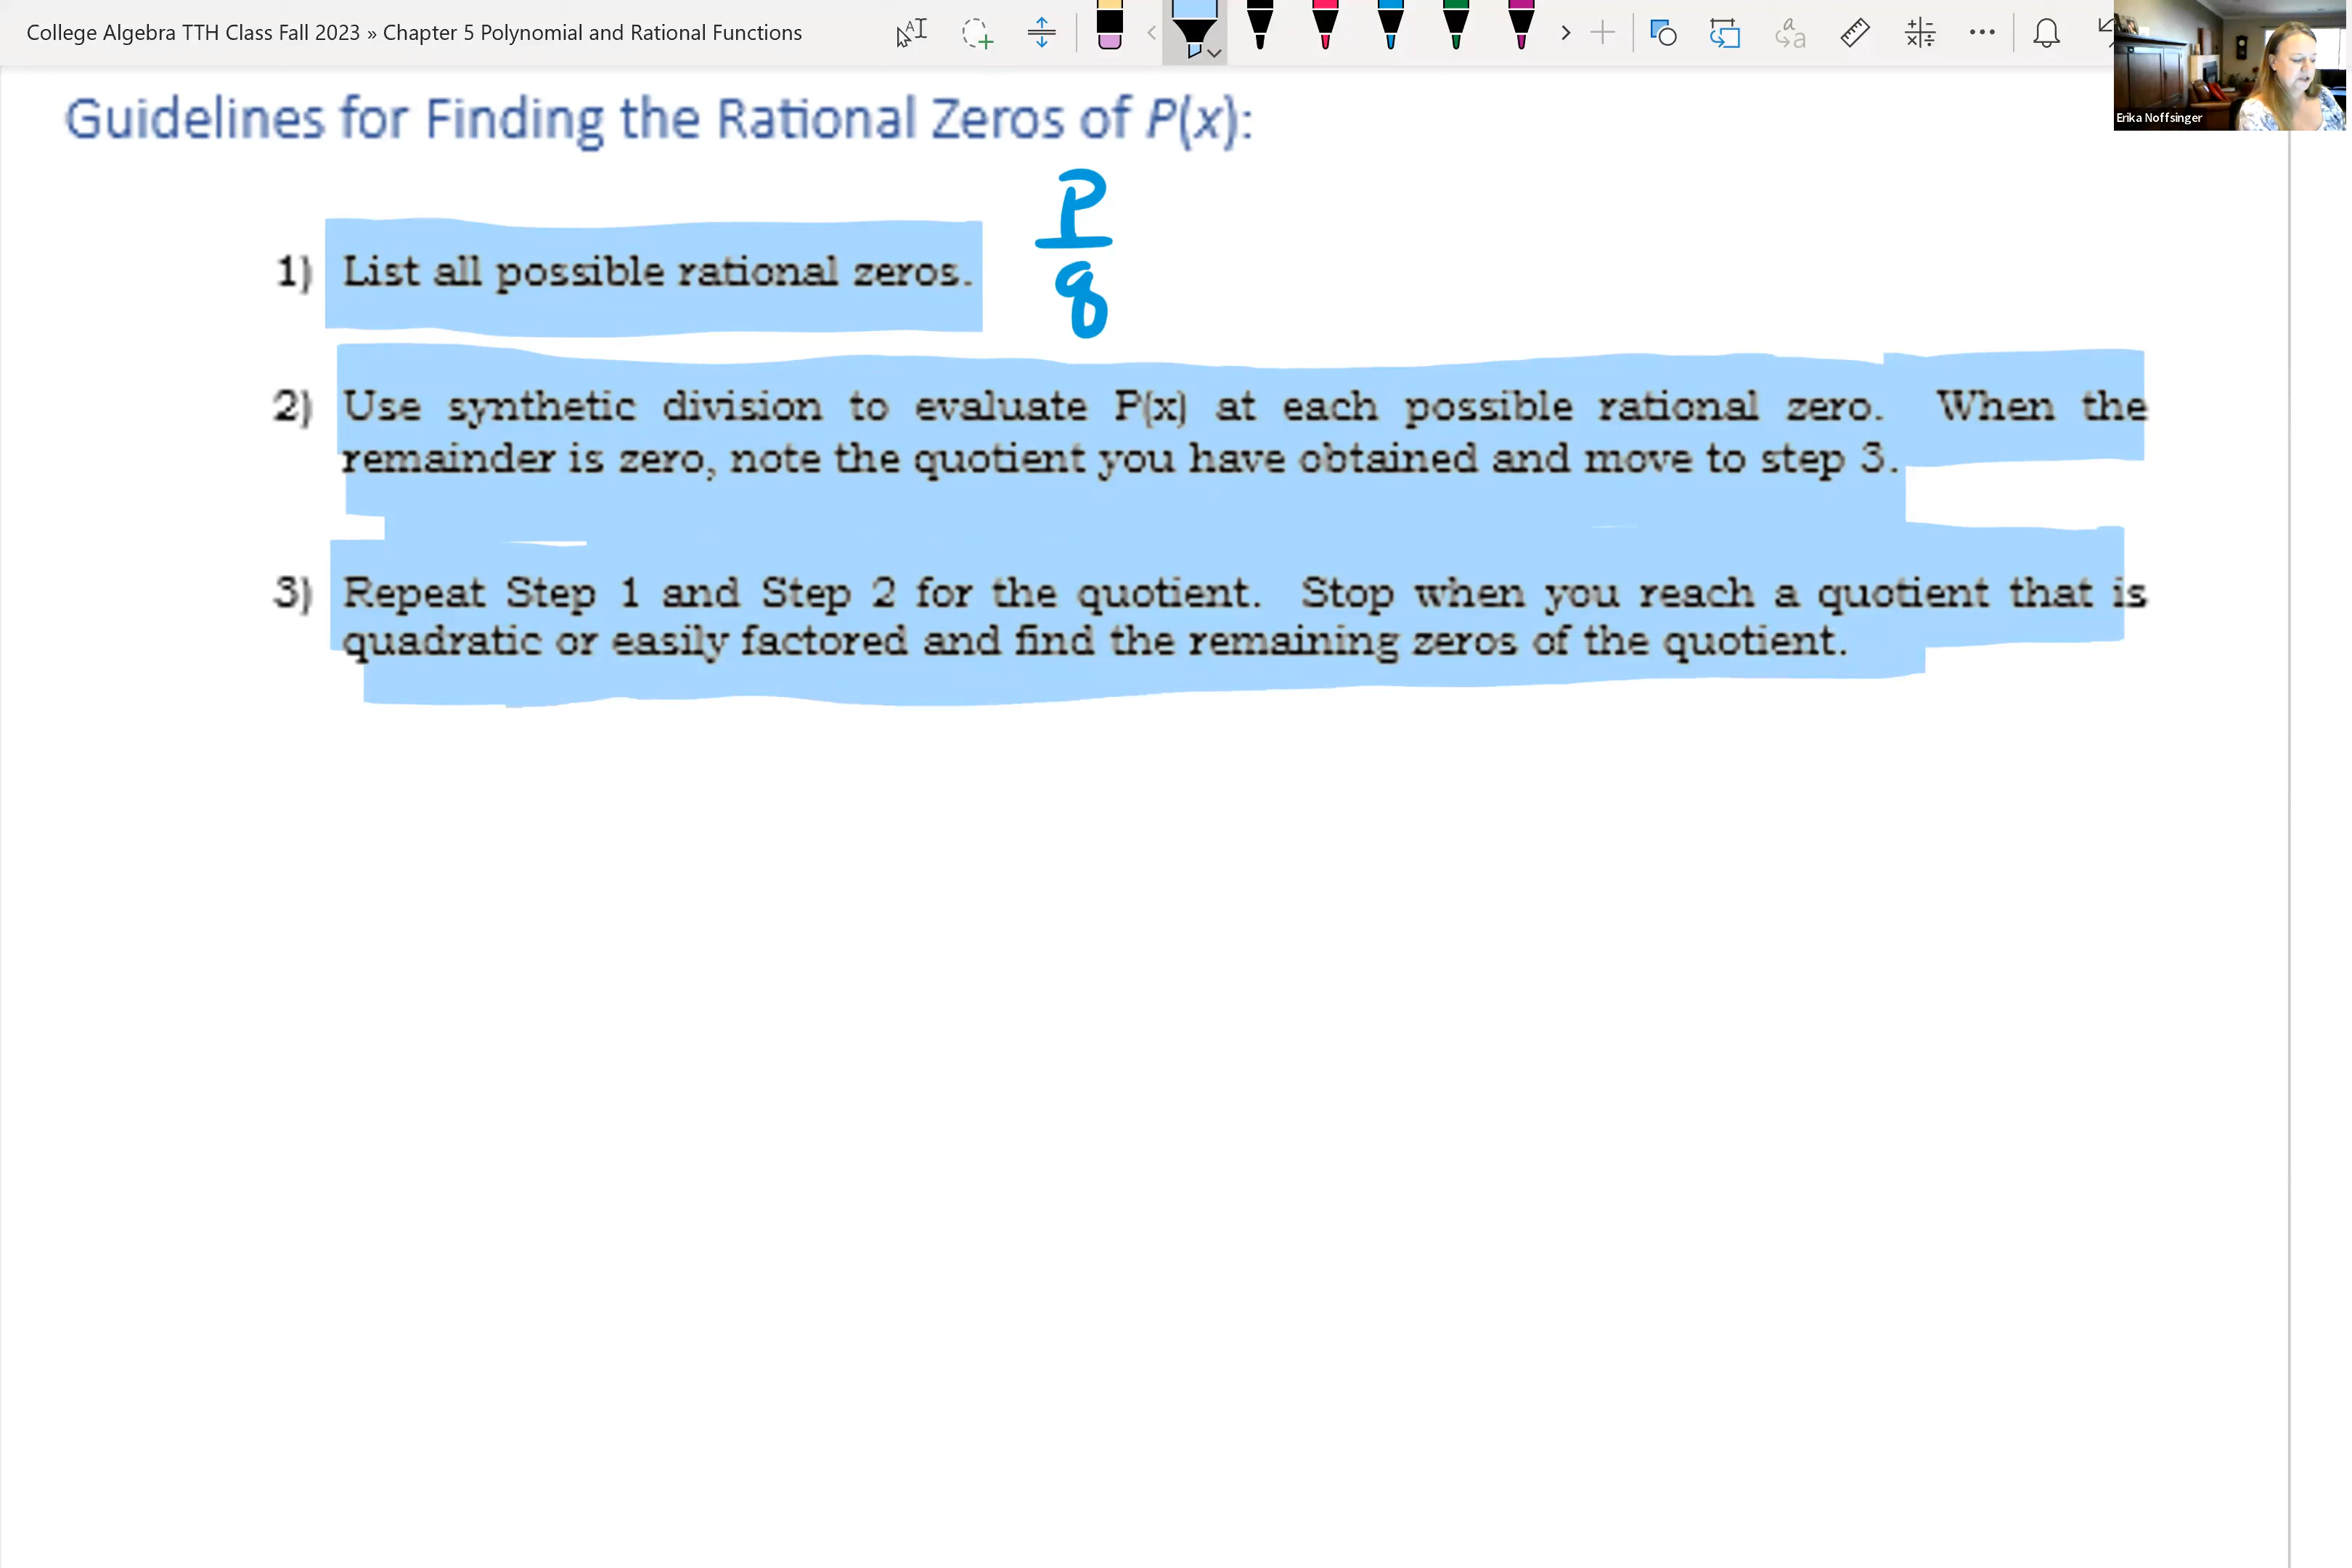 College Algebra TTH Class Fall 2023 » Chapter 5 Polynomial and Rational Functions
Erika Noffsinger
Guidelines for Finding the Rational Zeros of P(x):
P
8
1) List all possible rational zeros.
2) Use synthetic division to evaluate P(x) at each possible rational zero. When the
remainder is zero, note the quotient you have obtained and move to step 3.
3) Repeat Step 1 and Step 2 for the quotient. Stop when you reach a quotient that is
quadratic or easily factored and find the remaining zeros of the quotient.